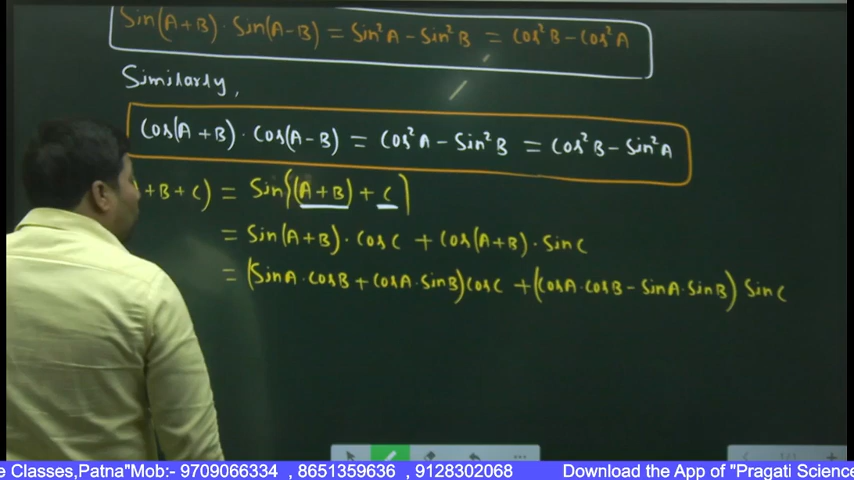 Sin(A+B)·Sin(A-B) = Sin²A - Sin²B = Cos²B - Cos²A
Similarly,
Cos(A+B)·Cos(A-B) = Cos²A - Sin²B = Cos²B - Sin²A
+B+C) = Sin{(A+B)+C}
= Sin(A+B)·CosC + Cos(A+B)·SinC
= (SinA·CosB + CosA·SinB)CosC + (CosA·CosB - SinA·SinB) SinC
e Classes,Patna"Mob:- 9709066334 , 8651359636 , 9128302068 Download the App of "Pragati Science